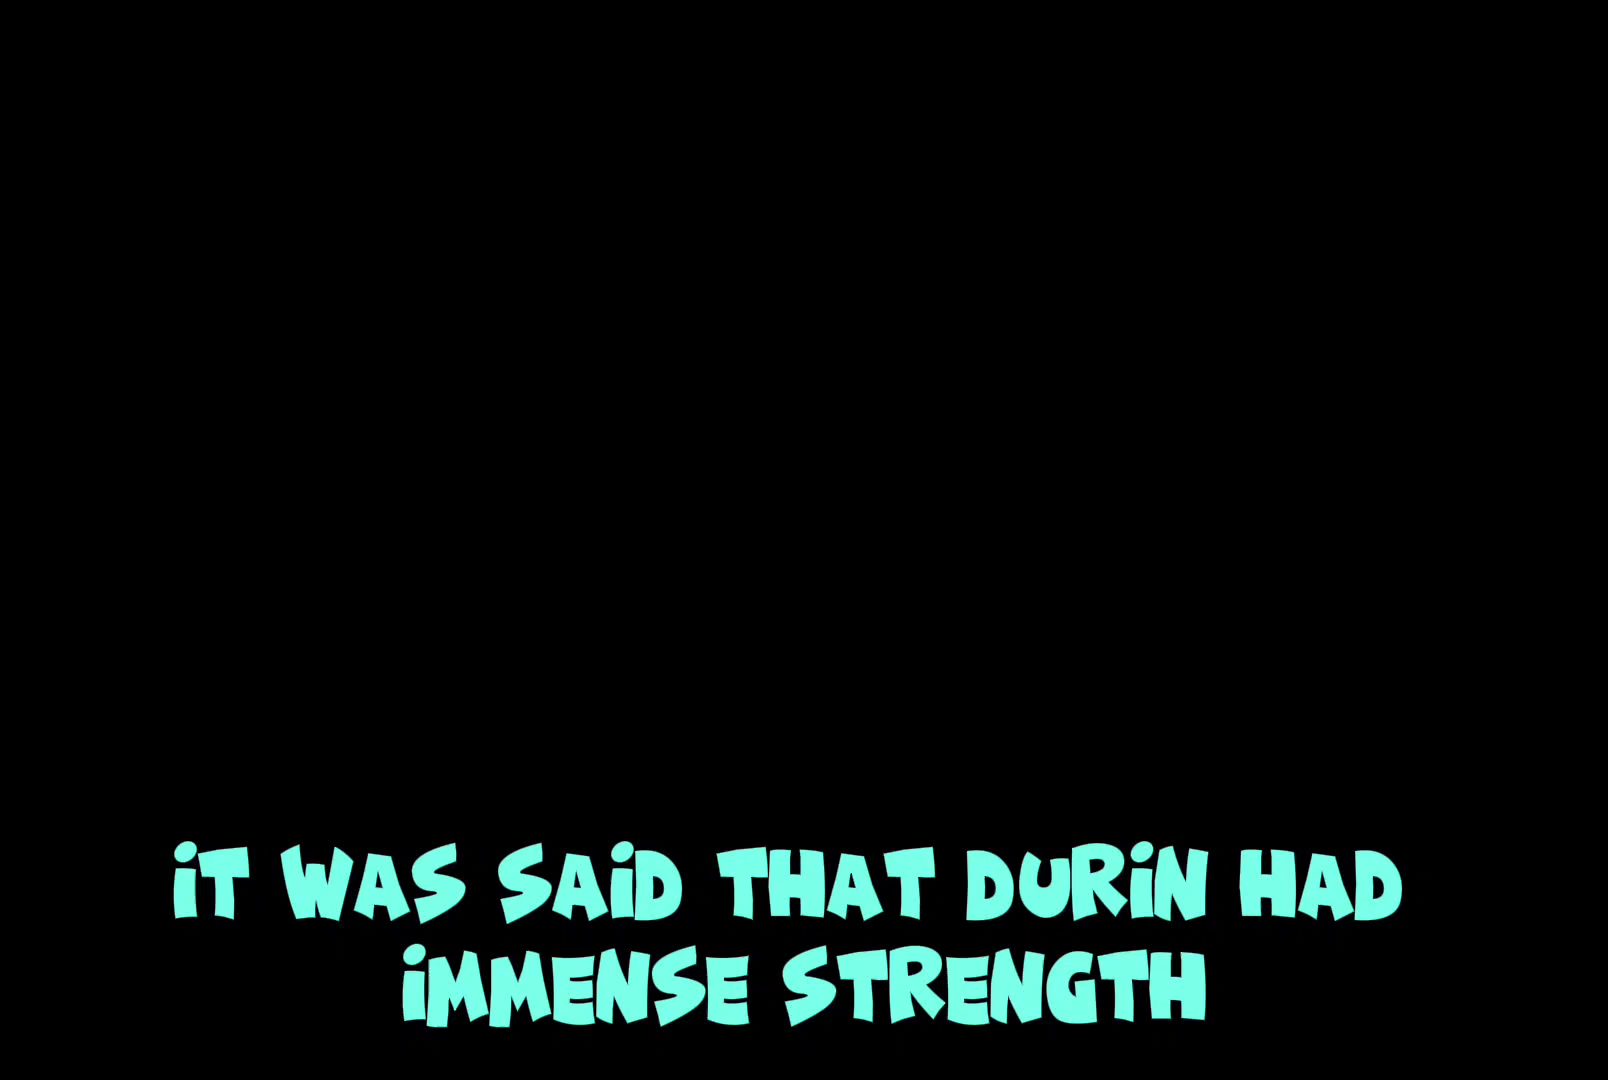 iT WAS SAiD THAT DURiN HAD
iMMENSE STRENGTH